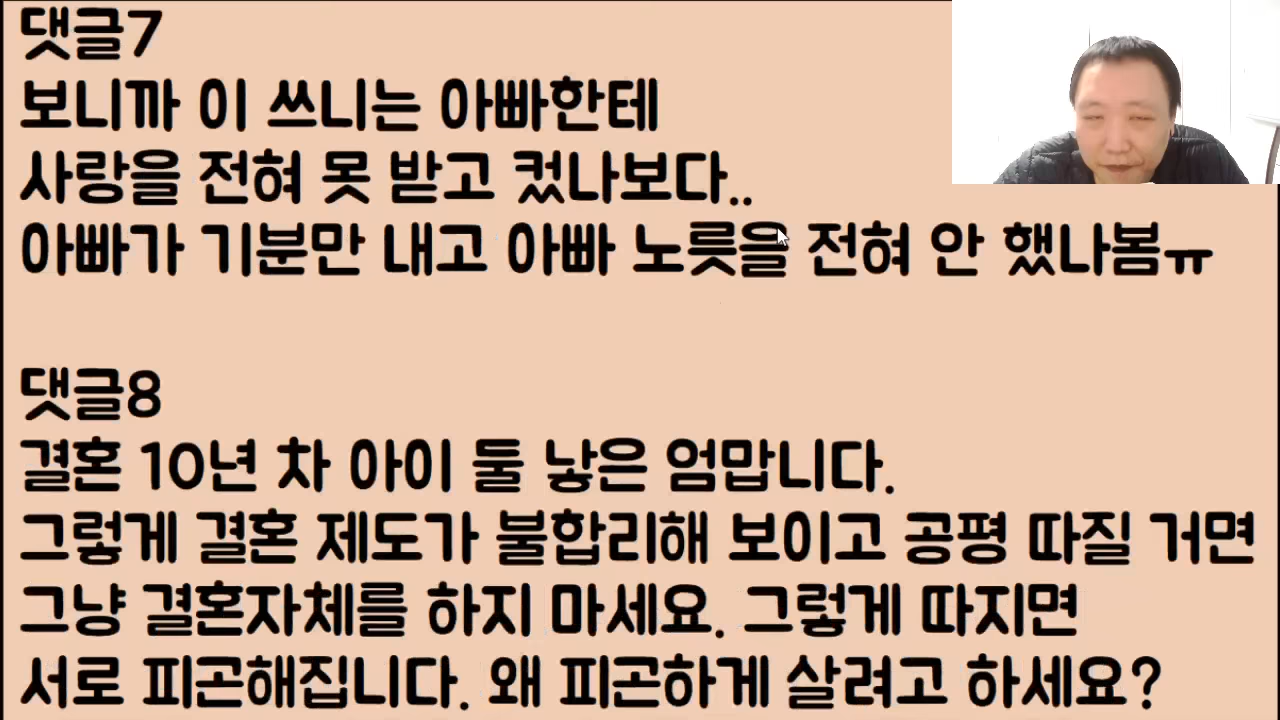 댓글7
보니까 이 쓰니는 아빠한테
사랑을 전혀 못 받고 컸나보다..
아빠가 기분만 내고 아빠 노릇을 전혀 안 했나봄ㅠ
댓글8
결혼 10년 차 아이 둘 낳은 엄맙니다.
그렇게 결혼 제도가 불합리해 보이고 공평 따질 거면
그냥 결혼자체를 하지 마세요. 그렇게 따지면
서로 피곤해집니다. 왜 피곤하게 살려고 하세요?